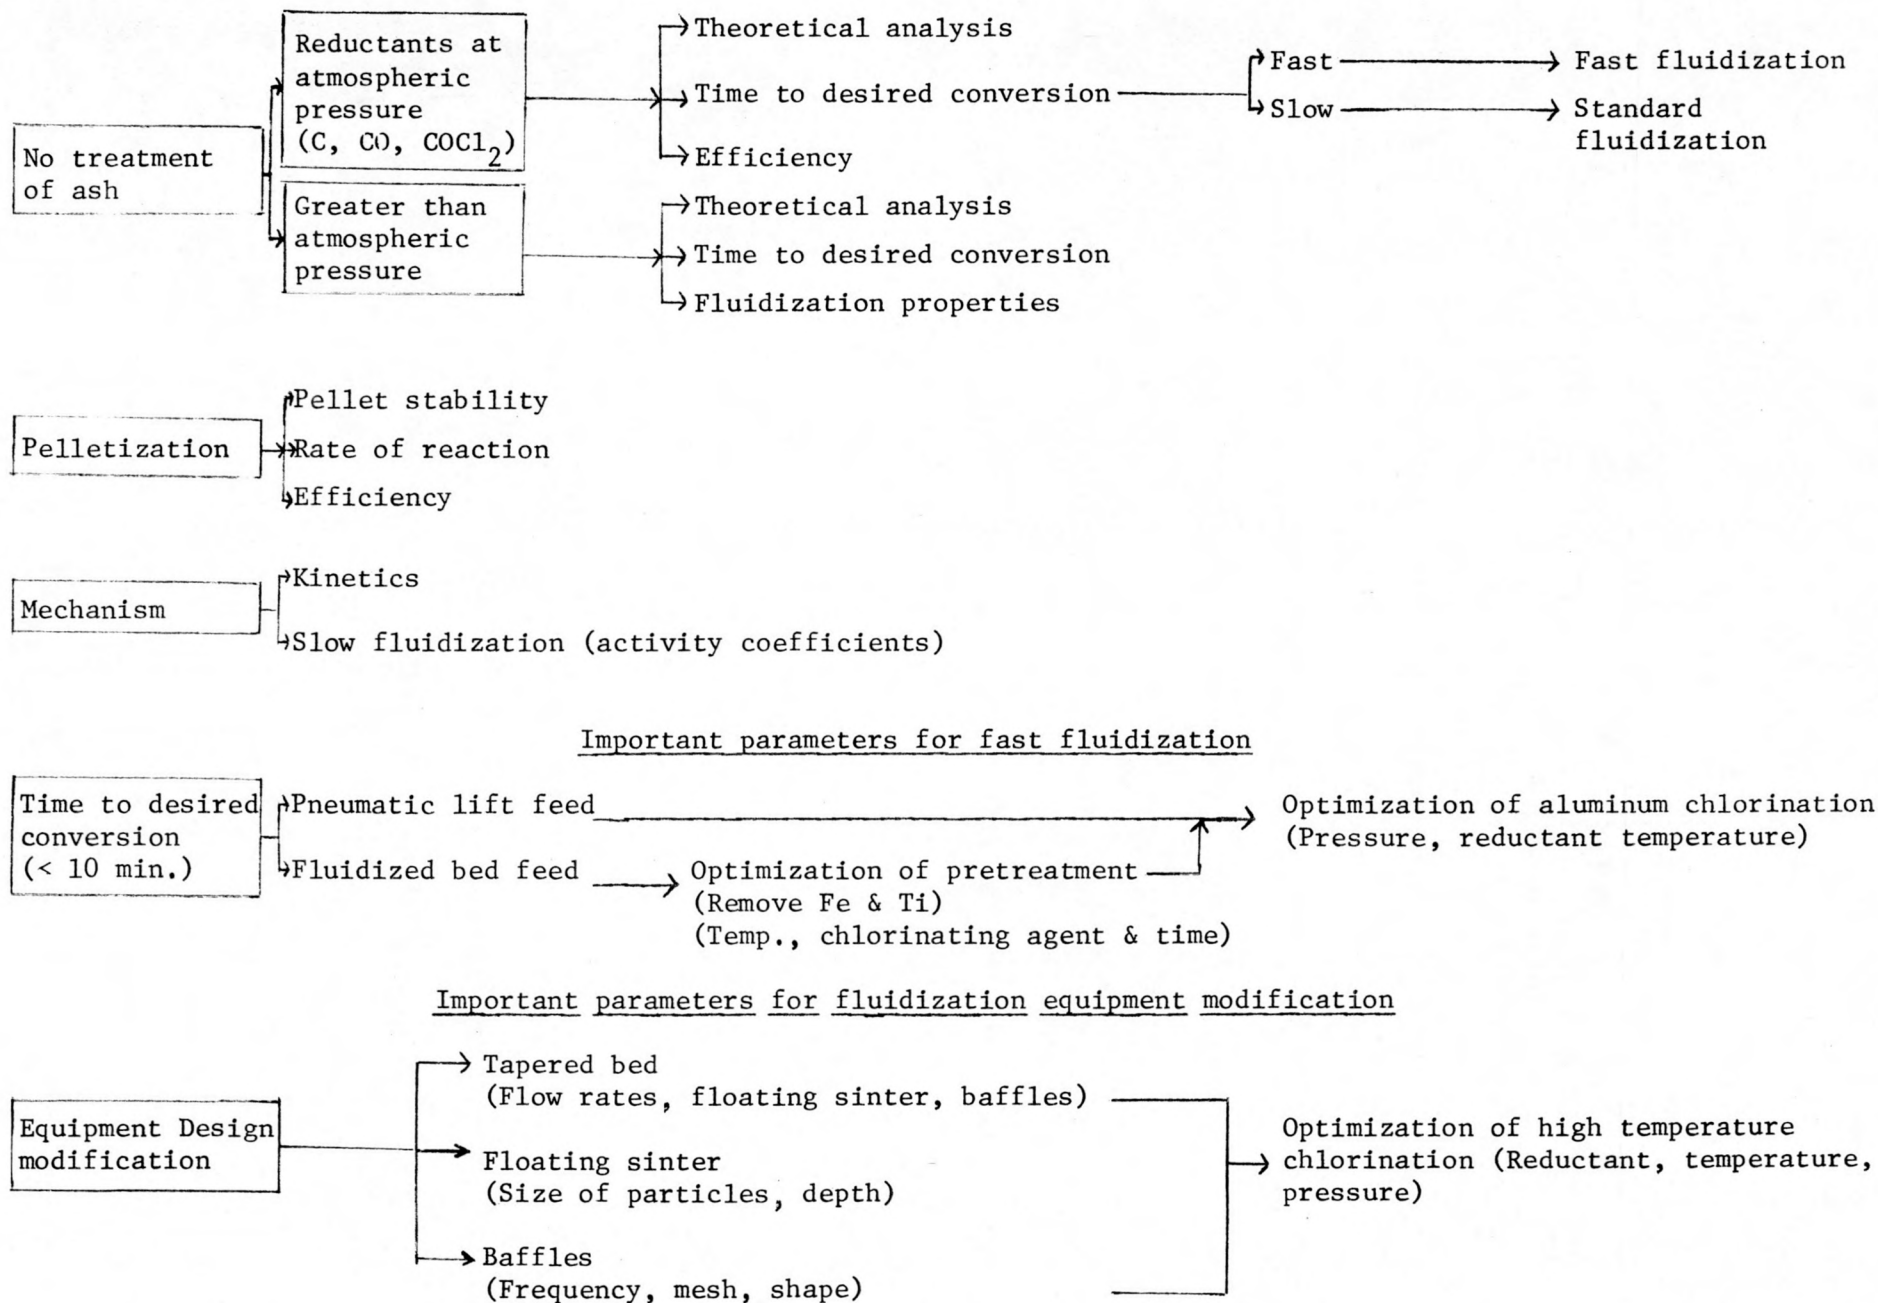 Reductants at
atmospheric
pressure
(C, CO, COCl2)
Theoretical analysis
Time to desired conversion
Efficiency
Fast
Fast fluidization
Slow
Standard
fluidization
No treatment
of ash
Greater than
atmospheric
pressure
Theoretical analysis
Time to desired conversion
Fluidization properties
Pelletization
Pellet stability
Rate of reaction
Efficiency
Mechanism
Kinetics
Slow fluidization (activity coefficients)
Important parameters for fast fluidization
Time to desired
conversion
(< 10 min.)
Pneumatic lift feed
Fluidized bed feed
Optimization of pretreatment
(Remove Fe & Ti)
(Temp., chlorinating agent & time)
Optimization of aluminum chlorination
(Pressure, reductant temperature)
Important parameters for fluidization equipment modification
Equipment Design
modification
Tapered bed
(Flow rates, floating sinter, baffles)
Floating sinter
(Size of particles, depth)
Baffles
(Frequency, mesh, shape)
Optimization of high temperature
chlorination (Reductant, temperature,
pressure)